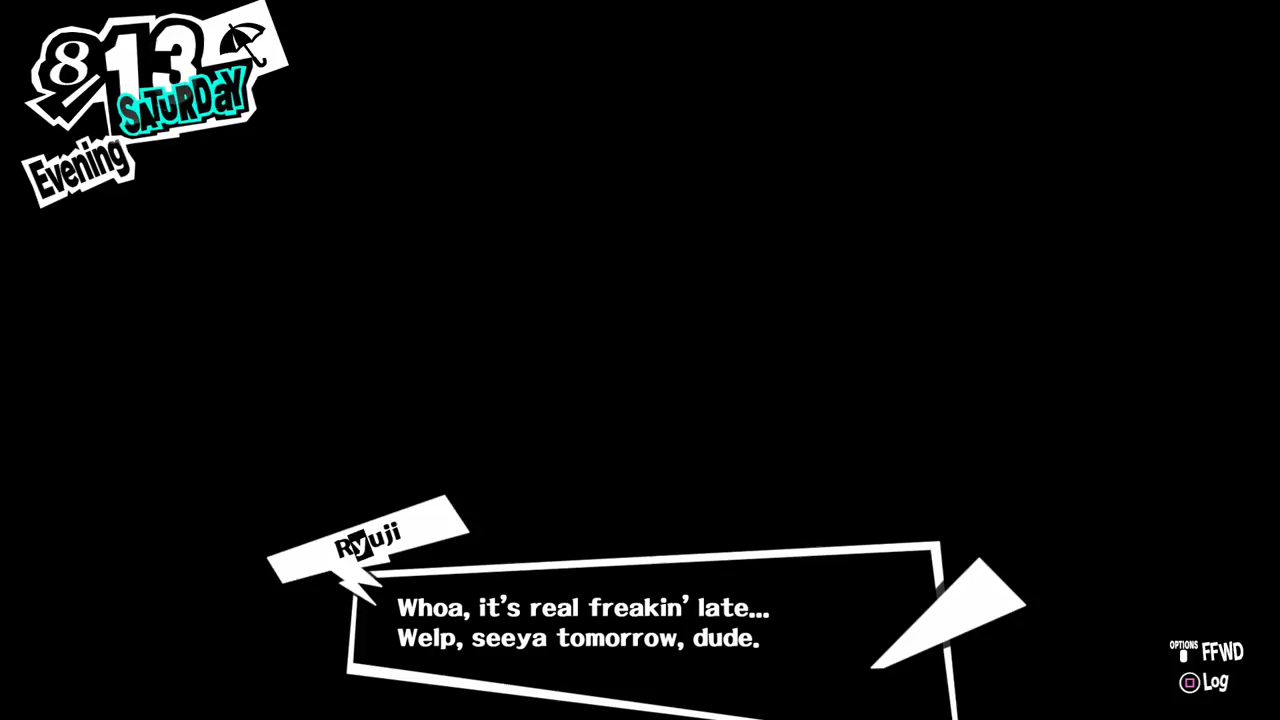 8/13
SATURDaY
Evening
Ryuji
Whoa, it's real freakin' late...
Welp, seeya tomorrow, dude.
OPTIONS FFWD
Log